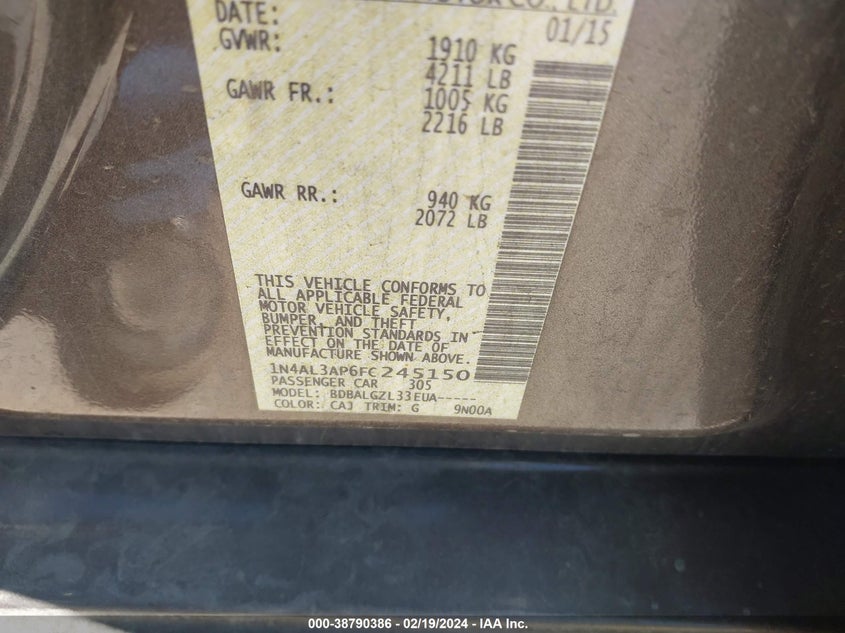 MOTOR CO., LTD.
DATE: 01/15
GVWR: 1910 KG
4211 LB
GAWR FR.: 1005 KG
2216 LB
GAWR RR.: 940 KG
2072 LB
THIS VEHICLE CONFORMS TO
ALL APPLICABLE FEDERAL
MOTOR VEHICLE SAFETY,
BUMPER, AND THEFT
PREVENTION STANDARDS IN
EFFECT ON THE DATE OF
MANUFACTURE SHOWN ABOVE.
1N4AL3AP6FC245150
PASSENGER CAR 305
MODEL: BDBALGZL33EUA-----
COLOR: CAJ TRIM: G 9N00A
000-38790386 - 02/19/2024 - IAA Inc.